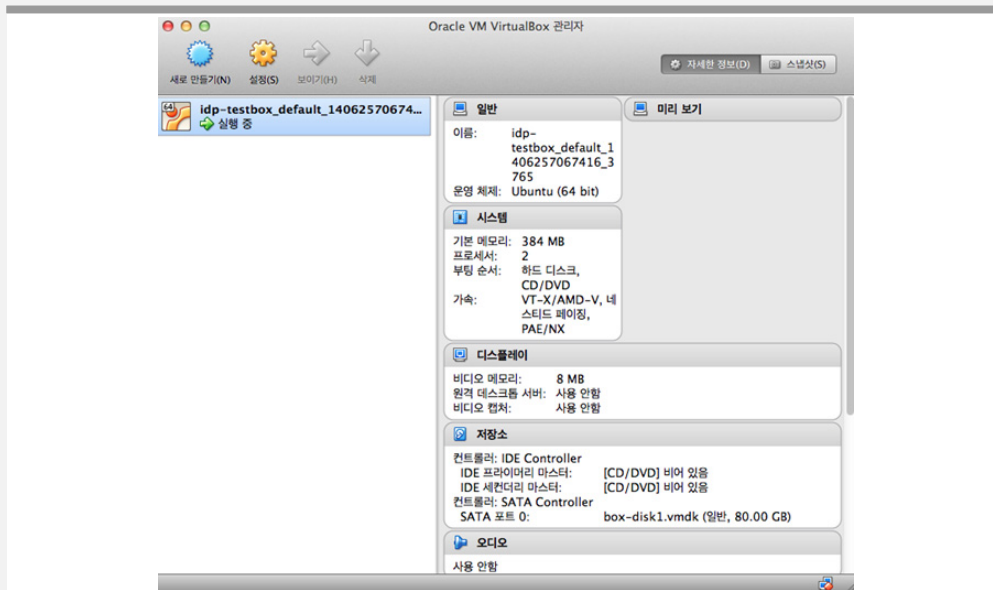 Oracle VM VirtualBox 관리자
새로 만들기(N) 설정(S) 보이기(H) 삭제
자세한 정보(D) 스냅샷(S)
64
idp-testbox_default_14062570674...
실행 중
일반
이름: idp-
testbox_default_1
406257067416_3
765
운영 체제: Ubuntu (64 bit)
미리 보기
시스템
기본 메모리: 384 MB
프로세서: 2
부팅 순서: 하드 디스크,
CD/DVD
가속: VT-X/AMD-V, 네
스티드 페이징,
PAE/NX
디스플레이
비디오 메모리: 8 MB
원격 데스크톱 서버: 사용 안함
비디오 캡처: 사용 안함
저장소
컨트롤러: IDE Controller
IDE 프라이머리 마스터: [CD/DVD] 비어 있음
IDE 세컨더리 마스터: [CD/DVD] 비어 있음
컨트롤러: SATA Controller
SATA 포트 0: box-disk1.vmdk (일반, 80.00 GB)
오디오
사용 안함